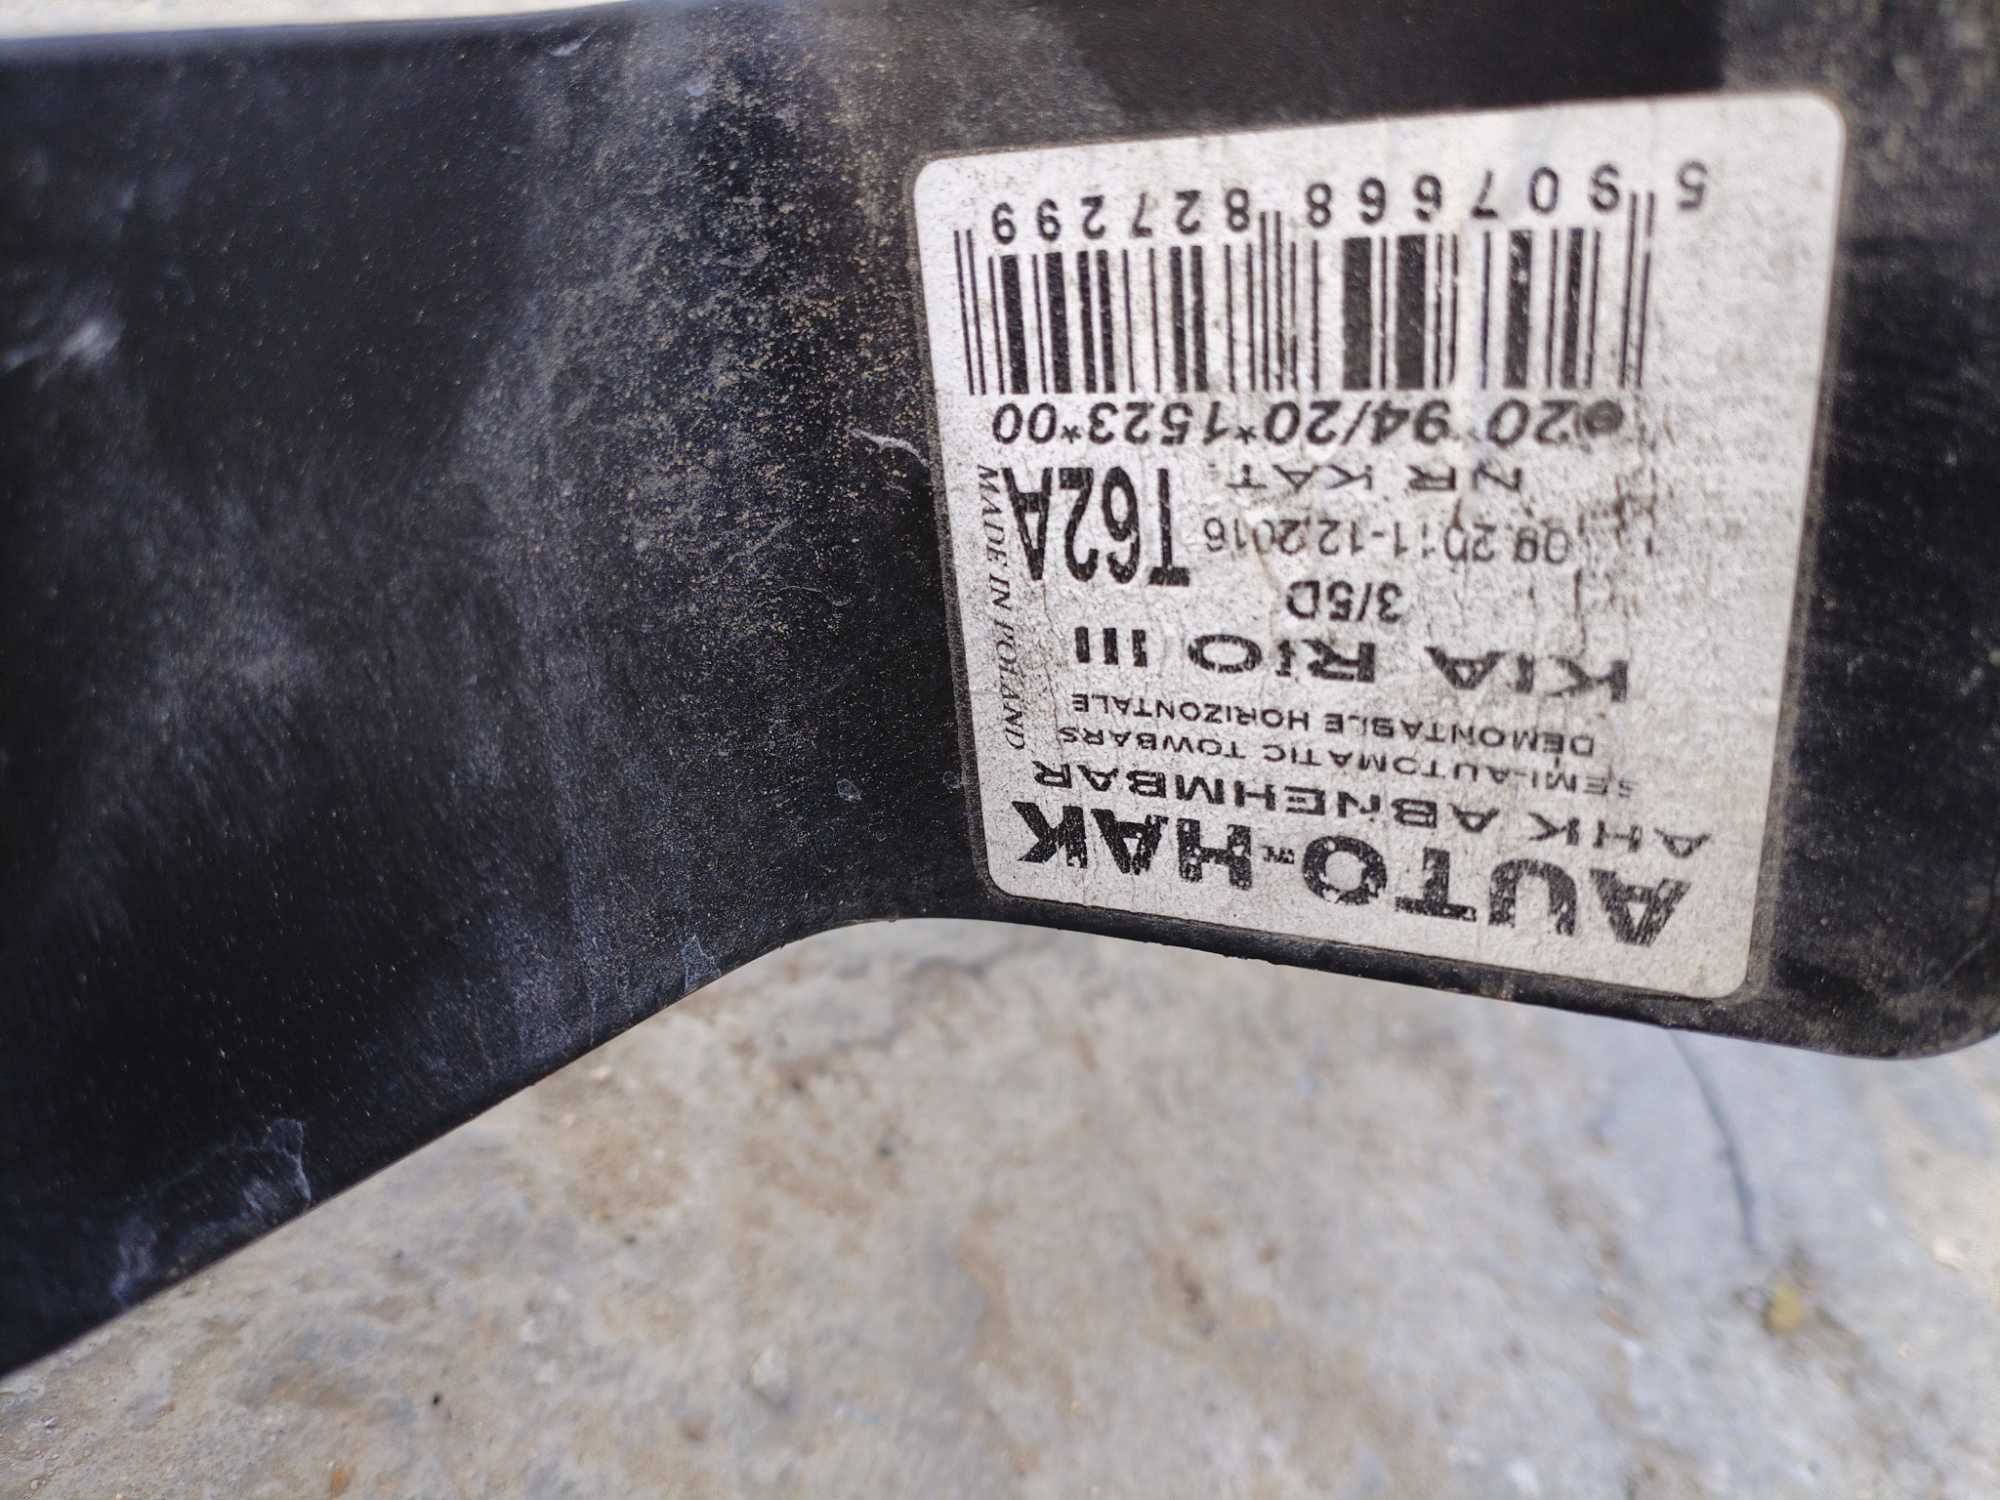 AUTO-HAK
AHK ABNEHMBAR
SEMI-AUTOMATIC TOWBARS
DEMONTABLE HORIZONTALE
KIA RIO III
3/5D
09.2011-12.2016
NR KAT. T62A
e20 94/20*1523*00
5 907668 827299
MADE IN POLAND